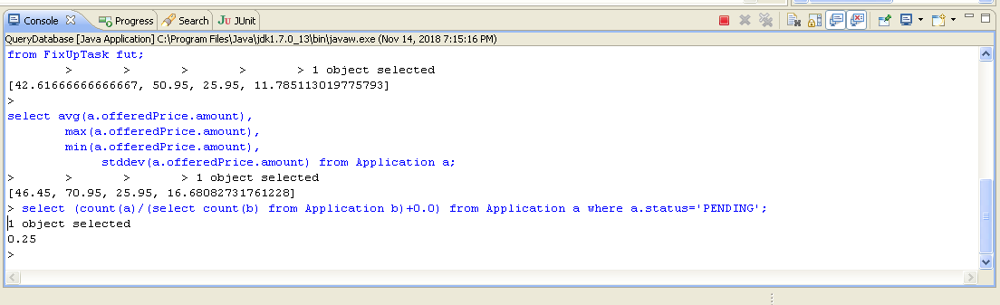 Console Progress Search JUnit
QueryDatabase [Java Application] C:\Program Files\Java\jdk1.7.0_13\bin\javaw.exe (Nov 14, 2018 7:15:16 PM)
from FixUpTask fut;
> > > > > 1 object selected
[42.61666666666667, 50.95, 25.95, 11.785113019775793]
>
select avg(a.offeredPrice.amount),
max(a.offeredPrice.amount),
min(a.offeredPrice.amount),
stddev(a.offeredPrice.amount) from Application a;
> > > > 1 object selected
[46.45, 70.95, 25.95, 16.68082731761228]
> select (count(a)/(select count(b) from Application b)+0.0) from Application a where a.status='PENDING';
1 object selected
0.25
>